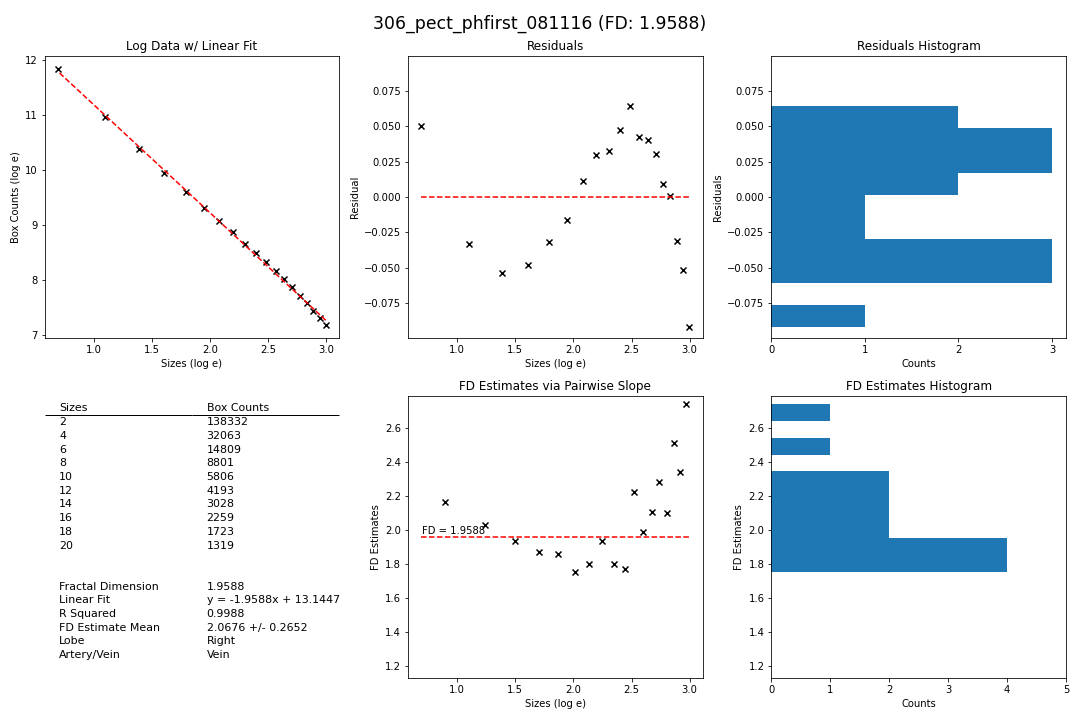 306_pect_phfirst_081116 (FD: 1.9588)
Log Data w/ Linear Fit
Box Counts (log e)
12
11
10
9
8
7
1.0 1.5 2.0 2.5 3.0
Sizes (log e)
Residuals
Residual
0.075
0.050
0.025
0.000
−0.025
−0.050
−0.075
1.0 1.5 2.0 2.5 3.0
Sizes (log e)
Residuals Histogram
Residuals
0.075
0.050
0.025
0.000
−0.025
−0.050
−0.075
0 1 2 3
Counts
Sizes Box Counts
2 138332
4 32063
6 14809
8 8801
10 5806
12 4193
14 3028
16 2259
18 1723
20 1319
Fractal Dimension 1.9588
Linear Fit y = -1.9588x + 13.1447
R Squared 0.9988
FD Estimate Mean 2.0676 +/- 0.2652
Lobe Right
Artery/Vein Vein
FD Estimates via Pairwise Slope
FD Estimates
2.6
2.4
2.2
2.0
1.8
1.6
1.4
1.2
FD = 1.9588
1.0 1.5 2.0 2.5 3.0
Sizes (log e)
FD Estimates Histogram
FD Estimates
2.6
2.4
2.2
2.0
1.8
1.6
1.4
1.2
0 1 2 3 4 5
Counts